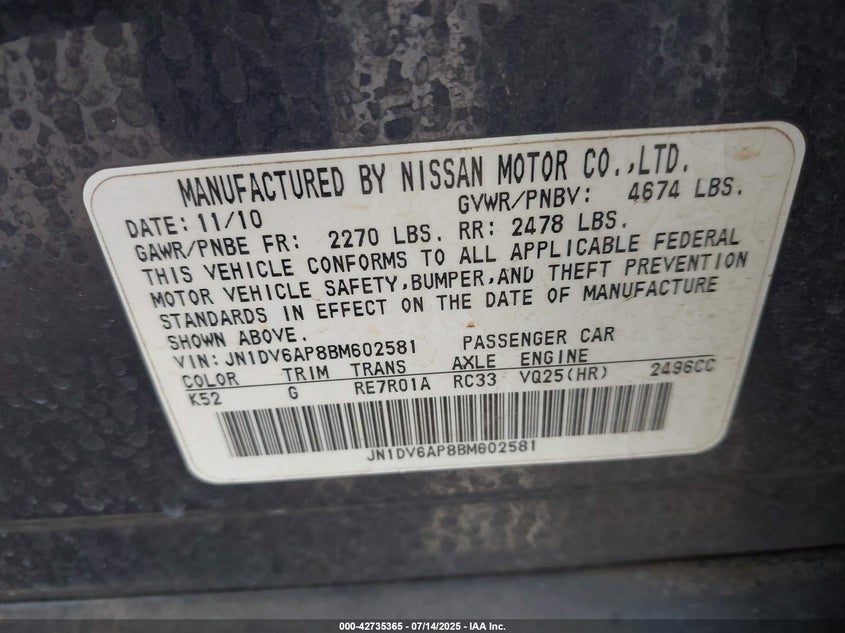 MANUFACTURED BY NISSAN MOTOR CO.,LTD.
DATE: 11/10 GVWR/PNBV: 4674 LBS.
GAWR/PNBE FR: 2270 LBS. RR: 2478 LBS.
THIS VEHICLE CONFORMS TO ALL APPLICABLE FEDERAL
MOTOR VEHICLE SAFETY, BUMPER,AND THEFT PREVENTION
STANDARDS IN EFFECT ON THE DATE OF MANUFACTURE
SHOWN ABOVE.
VIN: JN1DV6AP8BM602581 PASSENGER CAR
COLOR TRIM TRANS AXLE ENGINE
K52 G RE7R01A RC33 VQ25(HR) 2496CC
JN1DV6AP8BM602581
000-42735365 | 07/14/2025 | IAA Inc.